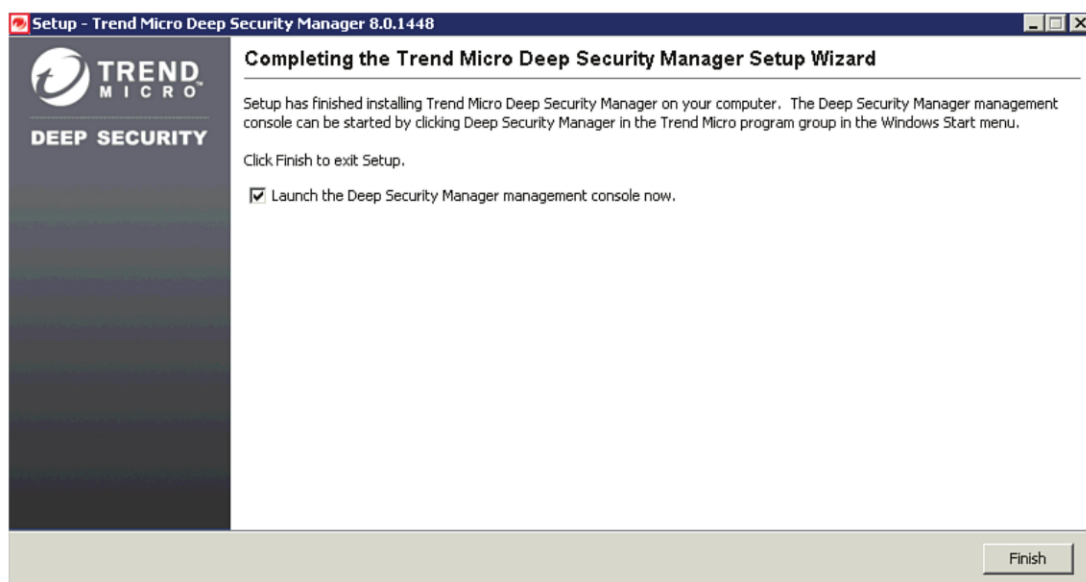 Setup - Trend Micro Deep Security Manager 8.0.1448
TREND
MICRO™
DEEP SECURITY
Completing the Trend Micro Deep Security Manager Setup Wizard
Setup has finished installing Trend Micro Deep Security Manager on your computer. The Deep Security Manager management
console can be started by clicking Deep Security Manager in the Trend Micro program group in the Windows Start menu.
Click Finish to exit Setup.
Launch the Deep Security Manager management console now.
Finish